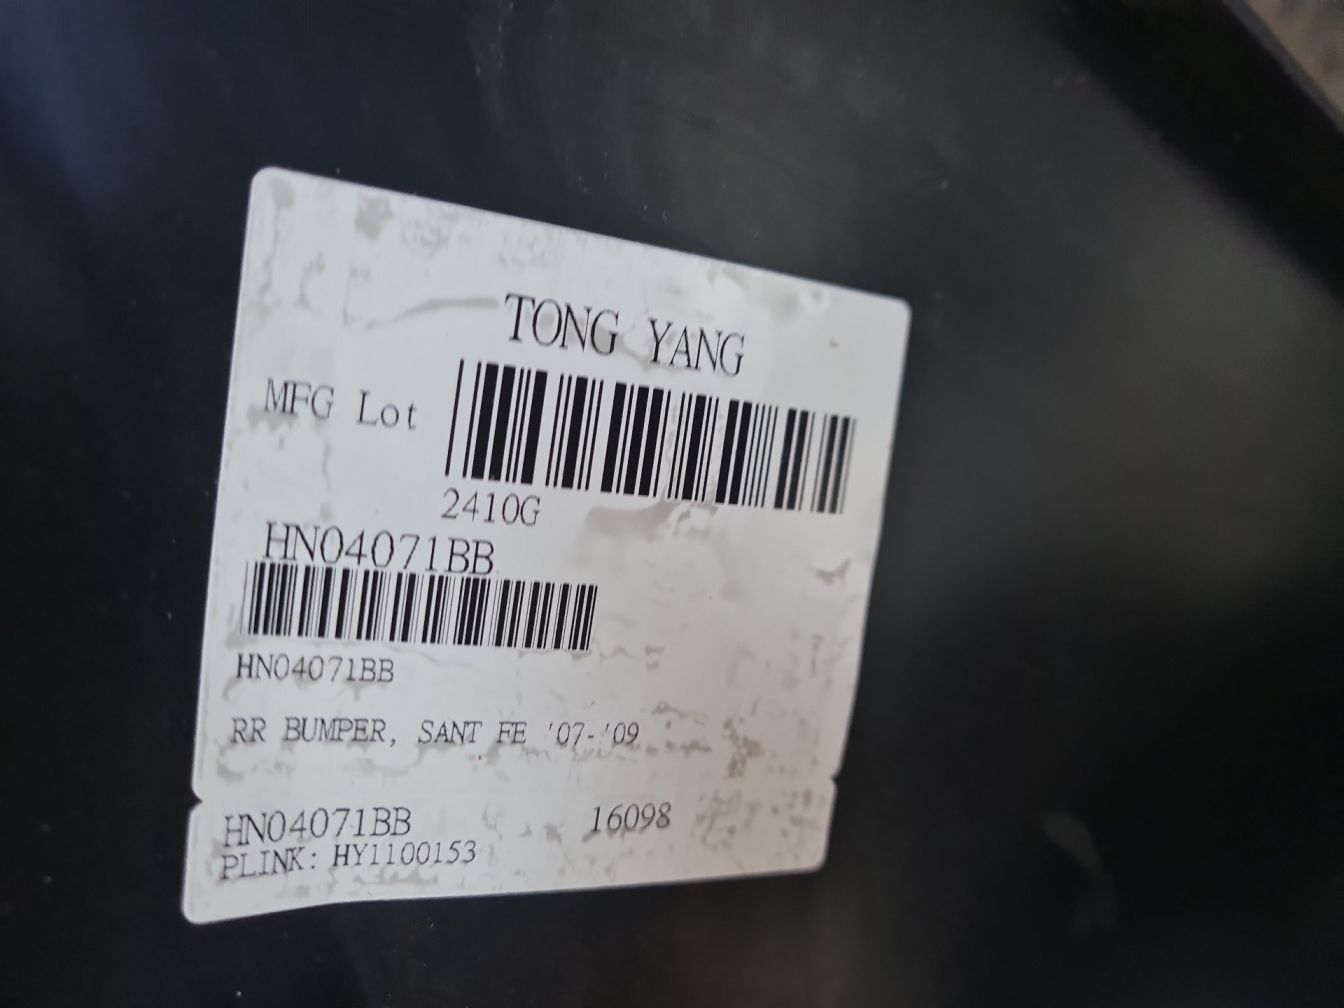 TONG YANG
MFG Lot
2410G
HN04071BB
HN04071BB
RR BUMPER, SANT FE '07-'09
HN04071BB 16098
PLINK: HY1100153